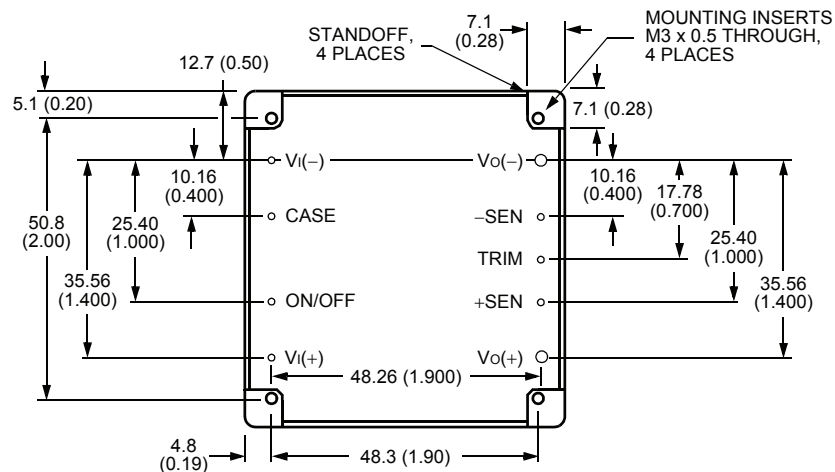 STANDOFF,
4 PLACES
7.1
(0.28)
MOUNTING INSERTS
M3 x 0.5 THROUGH,
4 PLACES
12.7 (0.50)
5.1 (0.20)
7.1 (0.28)
VI(−)
VO(−)
10.16
(0.400)
10.16
(0.400)
17.78
(0.700)
CASE
−SEN
50.8
(2.00)
25.40
(1.000)
25.40
(1.000)
TRIM
35.56
(1.400)
35.56
(1.400)
ON/OFF
+SEN
VI(+)
VO(+)
48.26 (1.900)
4.8
(0.19)
48.3 (1.90)